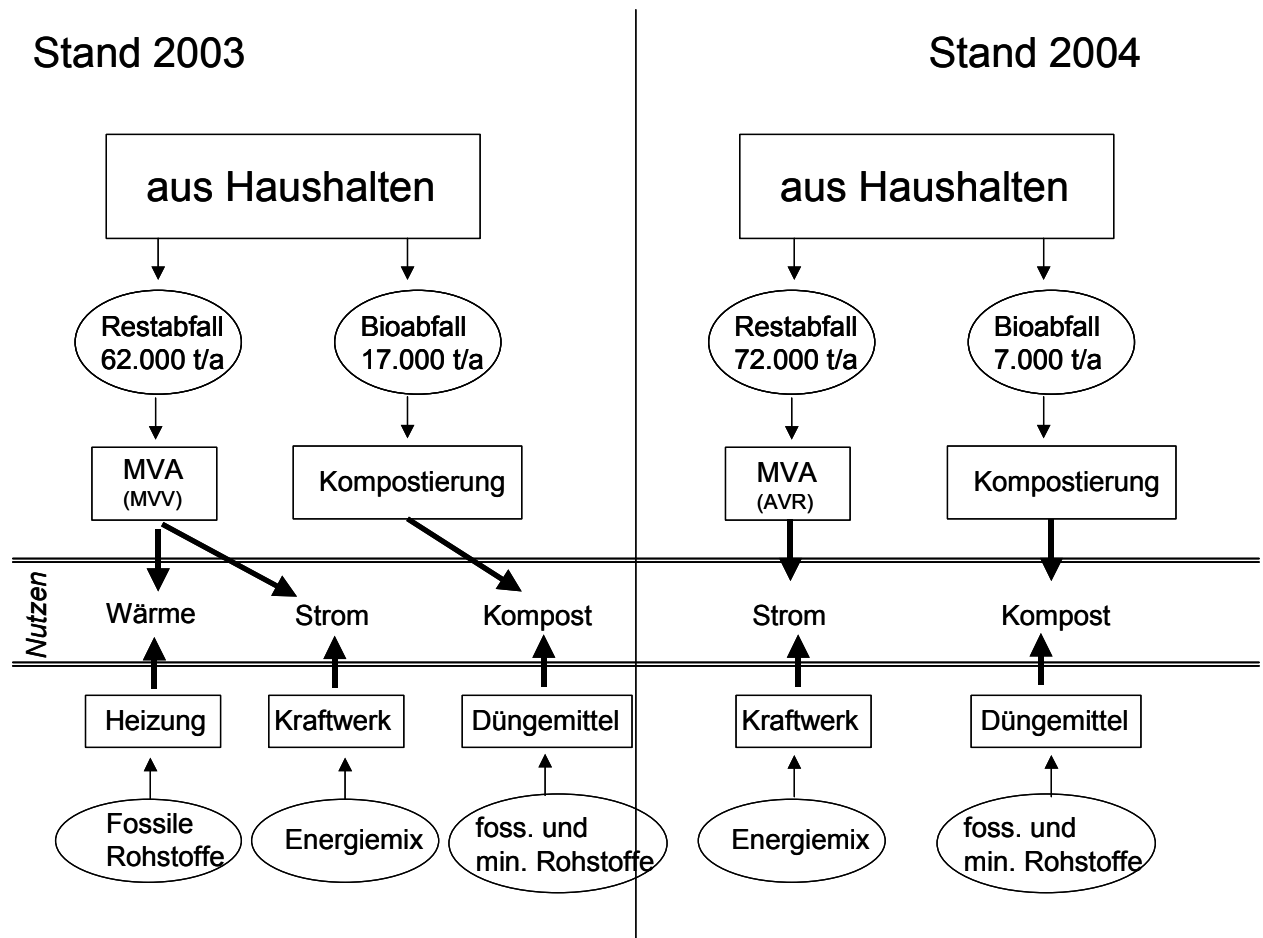 Stand 2003
aus Haushalten
Restabfall
62.000 t/a
Bioabfall
17.000 t/a
MVA
(MVV)
Kompostierung
Nutzen
Wärme
Strom
Kompost
Heizung
Kraftwerk
Düngemittel
Fossile
Rohstoffe
Energiemix
foss. und
min. Rohstoffe
Stand 2004
aus Haushalten
Restabfall
72.000 t/a
Bioabfall
7.000 t/a
MVA
(AVR)
Kompostierung
Strom
Kompost
Kraftwerk
Düngemittel
Energiemix
foss. und
min. Rohstoffe